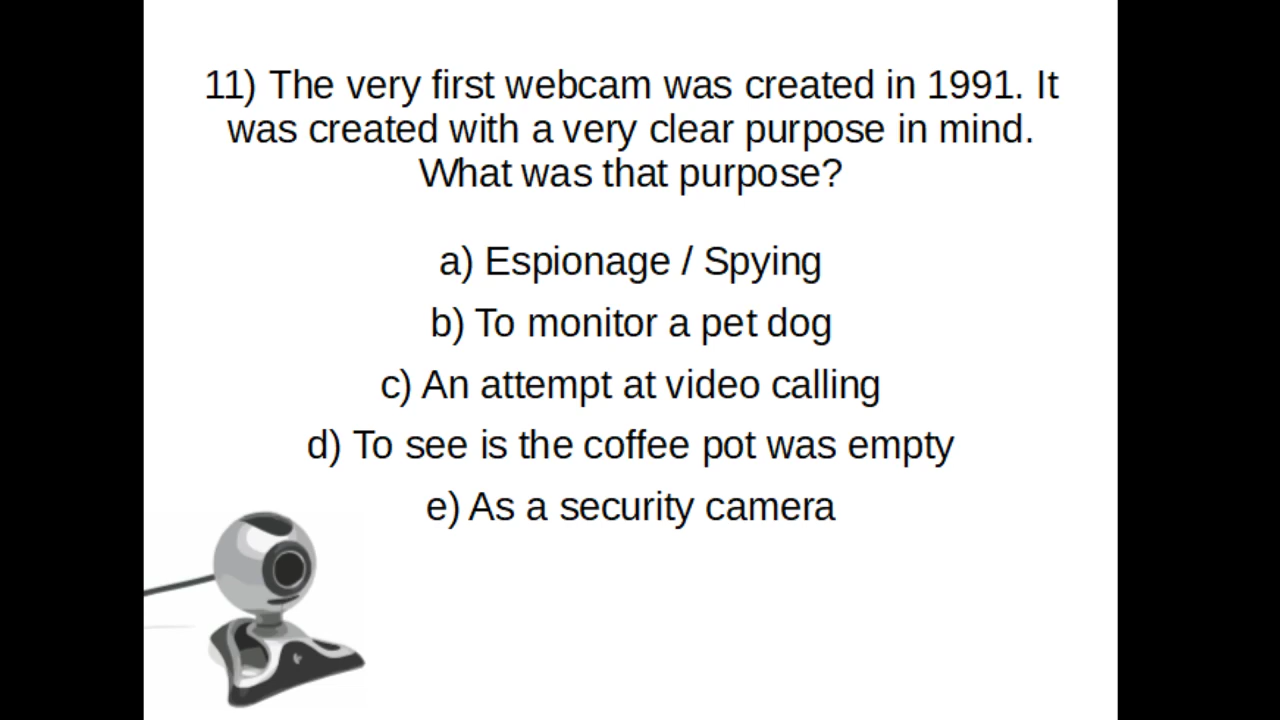 11) The very first webcam was created in 1991. It
was created with a very clear purpose in mind.
What was that purpose?
a) Espionage / Spying
b) To monitor a pet dog
c) An attempt at video calling
d) To see is the coffee pot was empty
e) As a security camera